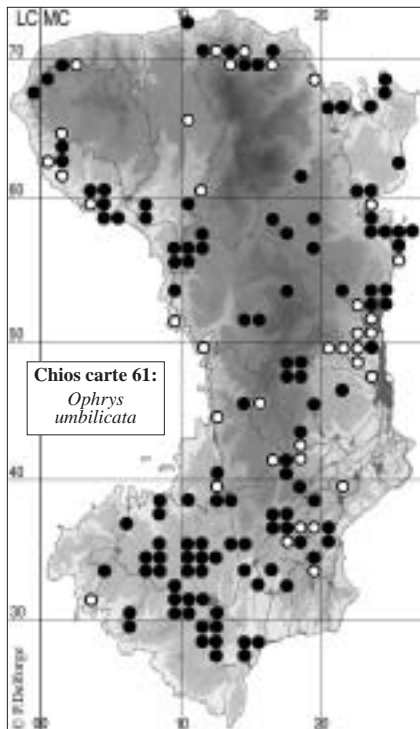 LC MC
70
60
50
Chios carte 61:
Ophrys
umbilicata
40
30
© P. Delforge
00 10 20